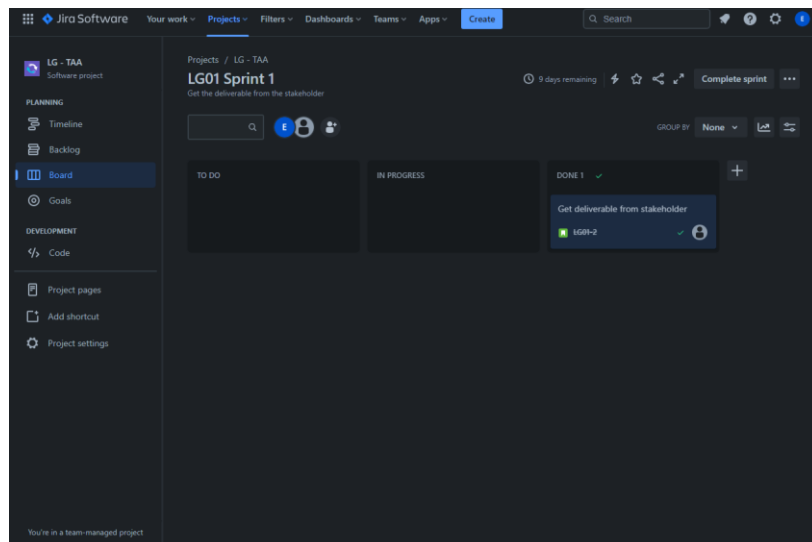 Jira Software Your work Projects Filters Dashboards Teams Apps Create Search E
LG - TAA
Software project
PLANNING
Timeline
Backlog
Board
Goals
DEVELOPMENT
Code
Project pages
Add shortcut
Project settings
You're in a team-managed project
Projects / LG - TAA
LG01 Sprint 1
Get the deliverable from the stakeholder
9 days remaining Complete sprint
E
GROUP BY None
TO DO
IN PROGRESS
DONE 1
Get deliverable from stakeholder
LG01-2